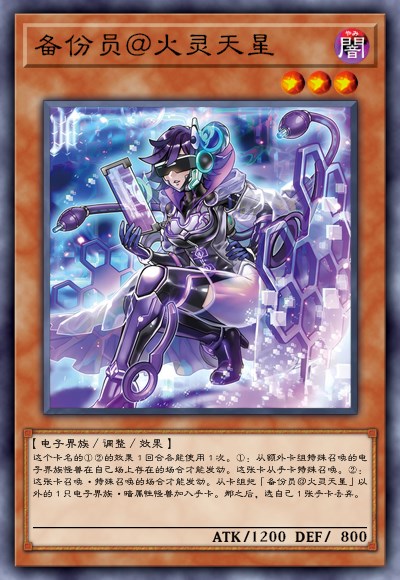 备份员@火灵天星
闇
やみ
【电子界族/调整/效果】
这个卡名的①②的效果1回合各能使用1次。①：从额外卡组特殊召唤的电
子界族怪兽在自己场上存在的场合才能发动。这张卡从手卡特殊召唤。②：
这张卡召唤·特殊召唤的场合才能发动。从卡组把「备份员@火灵天星」以
外的1只电子界族·暗属性怪兽加入手卡。那之后，选自己1张手卡丢弃。
ATK/1200 DEF/ 800